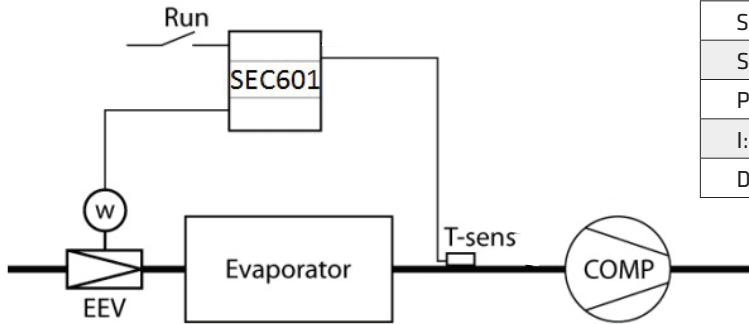 Run
SEC601
w
T-sens
Evaporator
COMP
EEV
S
S
P
I:
D